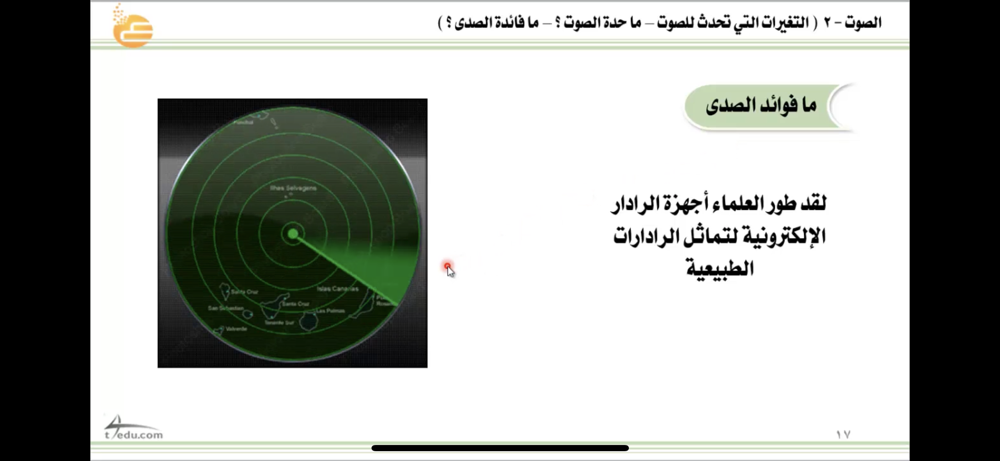 الصوت - ٢ ( التغيرات التي تحدث للصوت – ما حدة الصوت ؟ – ما فائدة الصدى ؟ )
ما فوائد الصدى
لقد طور العلماء أجهزة الرادار
الإلكترونية لتماثل الرادارات
الطبيعية
Funchal
Ilhas Selvagens
Islas Canarias
Santa Cruz
Santa Cruz
San Sebastian
Las Palmas
Tenerife Sur
Valverde
t4edu.com
١٧